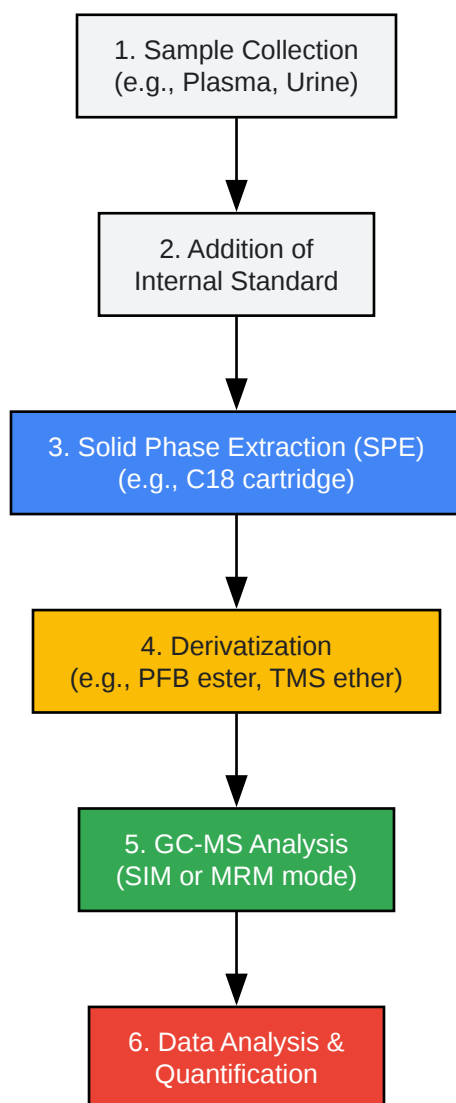 1. Sample Collection
(e.g., Plasma, Urine)
2. Addition of
Internal Standard
3. Solid Phase Extraction (SPE)
(e.g., C18 cartridge)
4. Derivatization
(e.g., PFB ester, TMS ether)
5. GC-MS Analysis
(SIM or MRM mode)
6. Data Analysis &
Quantification